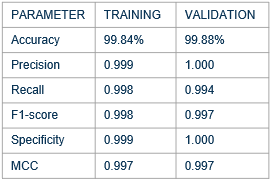 PARAMETER TRAINING VALIDATION
Accuracy 99.84% 99.88%
Precision 0.999 1.000
Recall 0.998 0.994
F1-score 0.998 0.997
Specificity 0.999 1.000
MCC 0.997 0.997